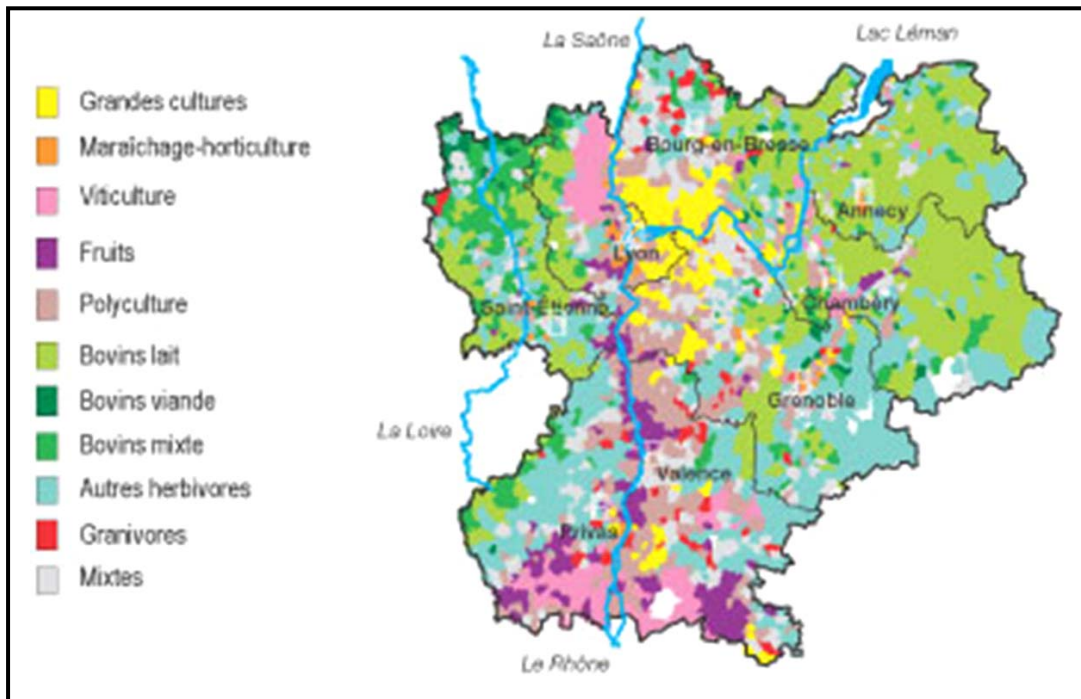 La Saône
Lac Léman
Grandes cultures
Maraîchage-horticulture
Viticulture
Fruits
Polyculture
Bovins lait
Bovins viande
Bovins mixte
Autres herbivores
Granivores
Mixtes
Bourg-en-Bresse
Annecy
Lyon
Saint-Etienne
Chambéry
Grenoble
La Loire
Valence
Privas
Le Rhône